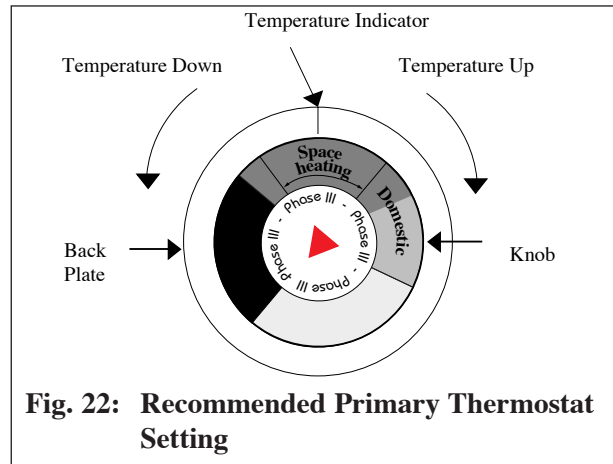 Temperature Indicator
Temperature Down
Temperature Up
Space
heating
Domestic
Phase III - Phase III - Phase III - Phase III -
Back
Plate
Knob
Fig. 22: Recommended Primary Thermostat
Setting